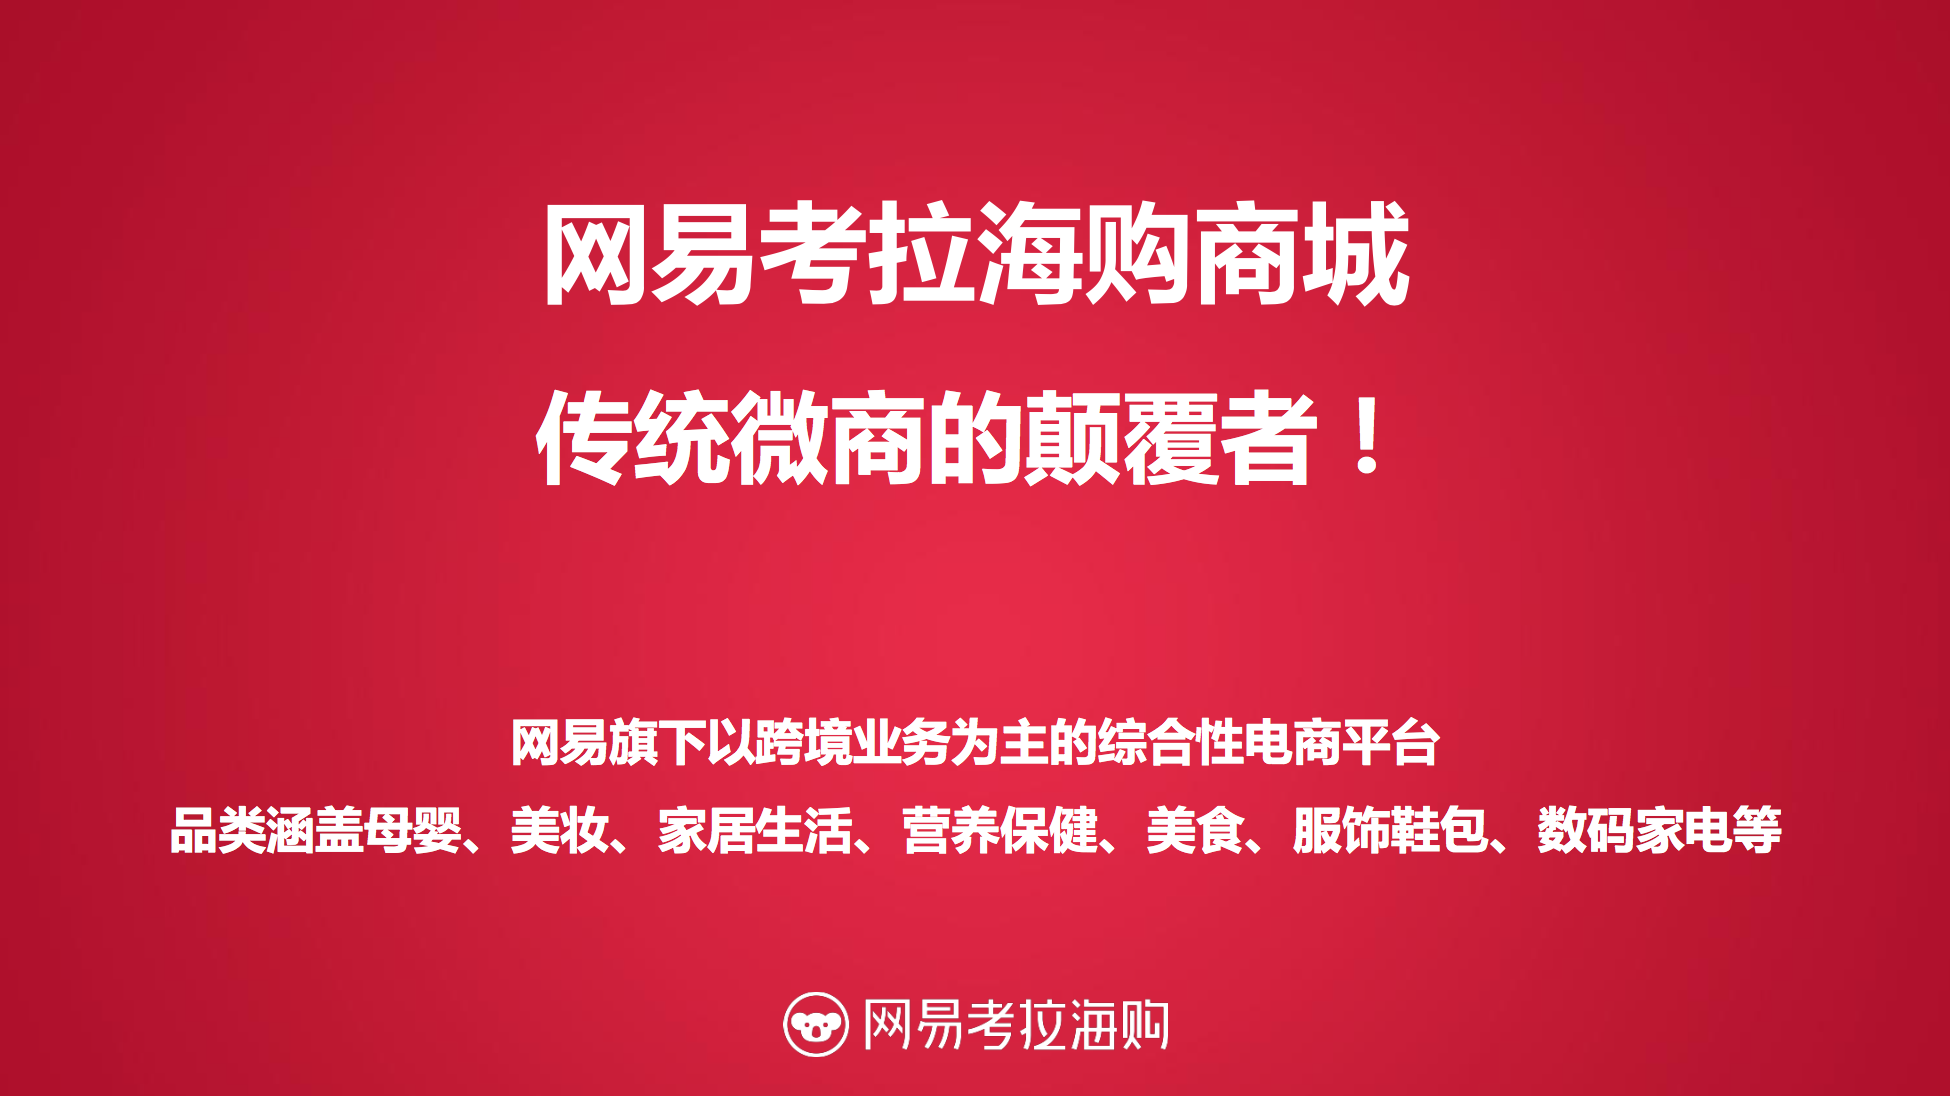 网易考拉海购商城
传统微商的颠覆者！
网易旗下以跨境业务为主的综合性电商平台
品类涵盖母婴、美妆、家居生活、营养保健、美食、服饰鞋包、数码家电等
网易考拉海购